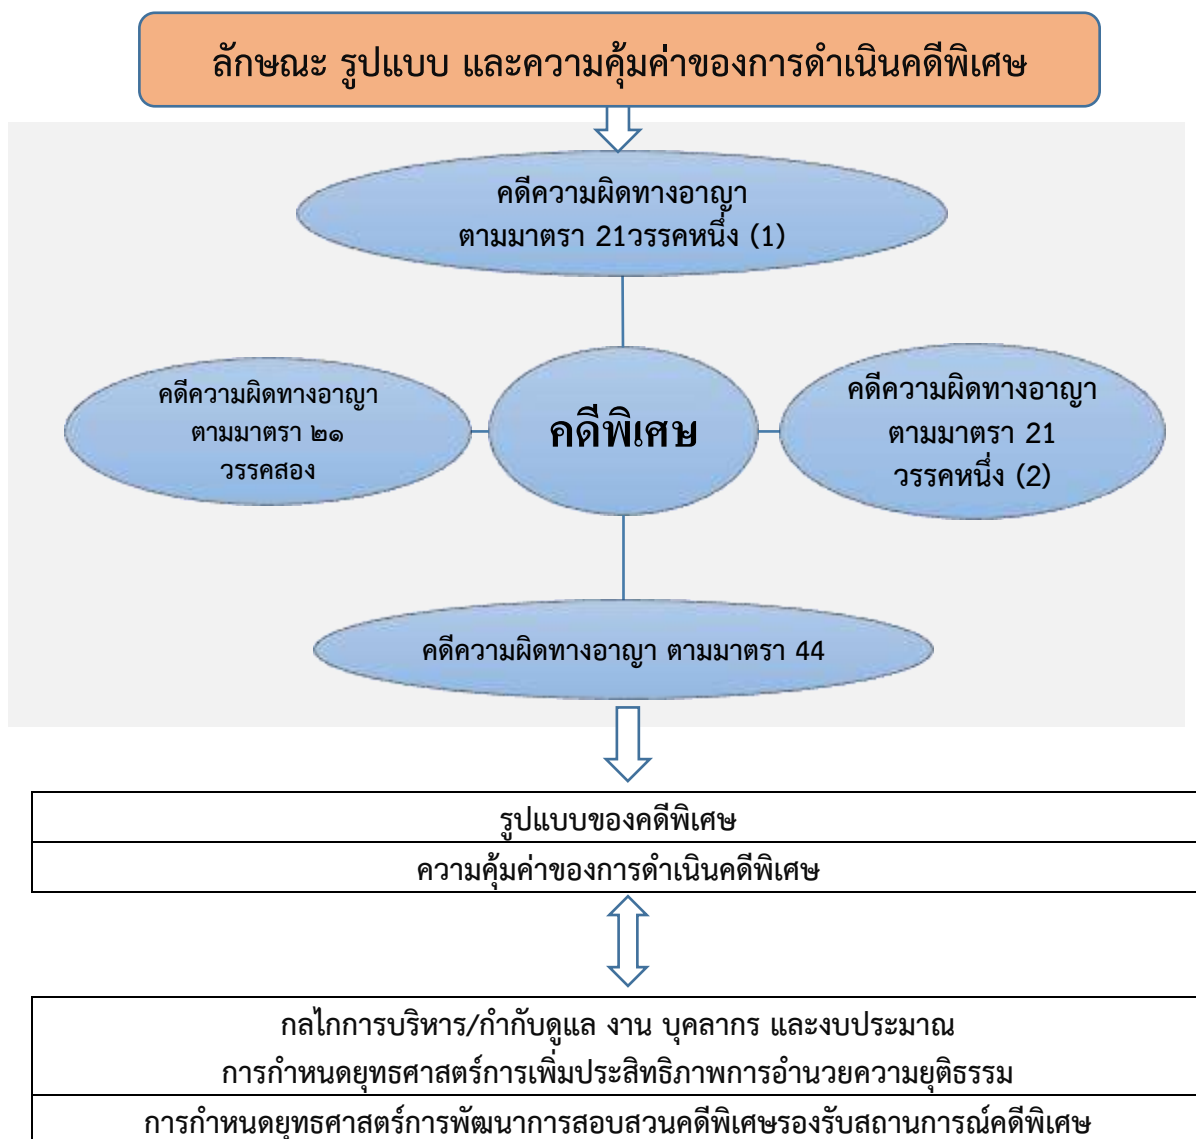 ลักษณะ รูปแบบ และความคุ้มค่าของการดำเนินคดีพิเศษ
คดีความผิดทางอาญา
ตามมาตรา 21วรรคหนึ่ง (1)
คดีความผิดทางอาญา
ตามมาตรา ๒๑
วรรคสอง
คดีพิเศษ
คดีความผิดทางอาญา
ตามมาตรา 21
วรรคหนึ่ง (2)
คดีความผิดทางอาญา ตามมาตรา 44
รูปแบบของคดีพิเศษ
ความคุ้มค่าของการดำเนินคดีพิเศษ
กลไกการบริหาร/กำกับดูแล งาน บุคลากร และงบประมาณ
การกำหนดยุทธศาสตร์การเพิ่มประสิทธิภาพการอำนวยความยุติธรรม
การกำหนดยุทธศาสตร์การพัฒนาการสอบสวนคดีพิเศษรองรับสถานการณ์คดีพิเศษ